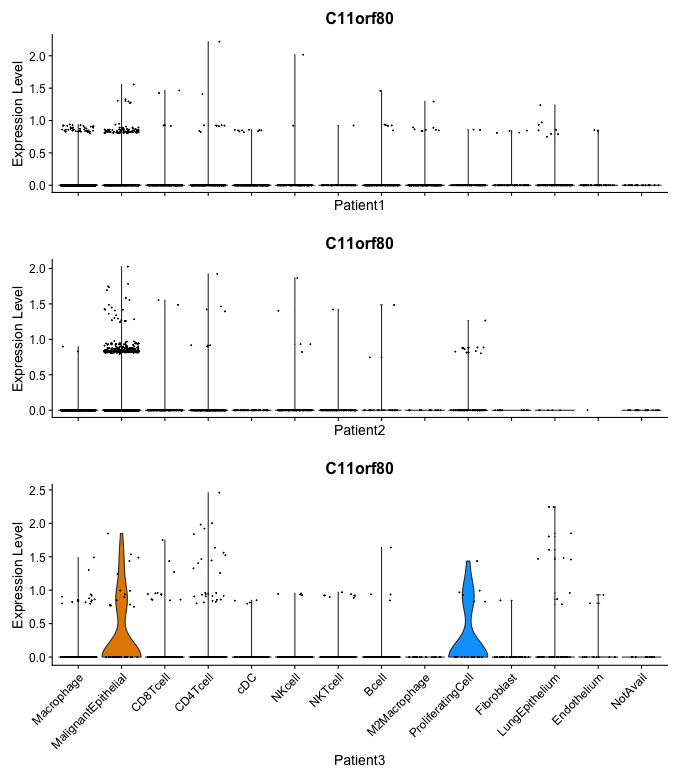 C11orf80
Expression Level
2.0
1.5
1.0
0.5
0.0
Patient1
C11orf80
Expression Level
2.0
1.5
1.0
0.5
0.0
Patient2
C11orf80
Expression Level
2.5
2.0
1.5
1.0
0.5
0.0
Macrophage
MalignantEpithelial
CD8Tcell
CD4Tcell
cDC
NKcell
NKTcell
Bcell
M2Macrophage
ProliferatingCell
Fibroblast
LungEpithelium
Endothelium
NotAvail
Patient3